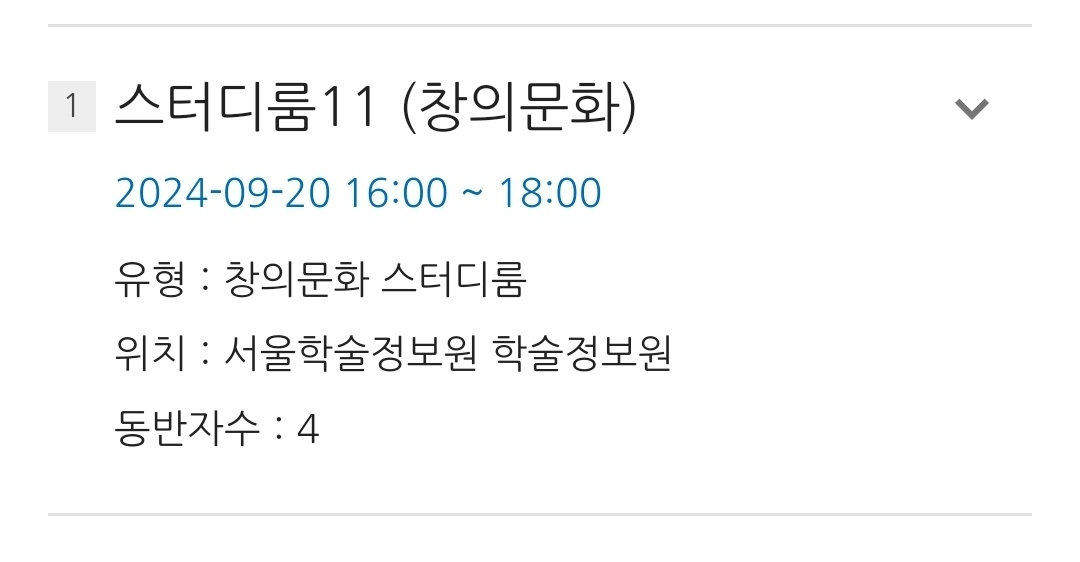 1 스터디룸11 (창의문화)
2024-09-20 16:00 ~ 18:00
유형 : 창의문화 스터디룸
위치 : 서울학술정보원 학술정보원
동반자수 : 4